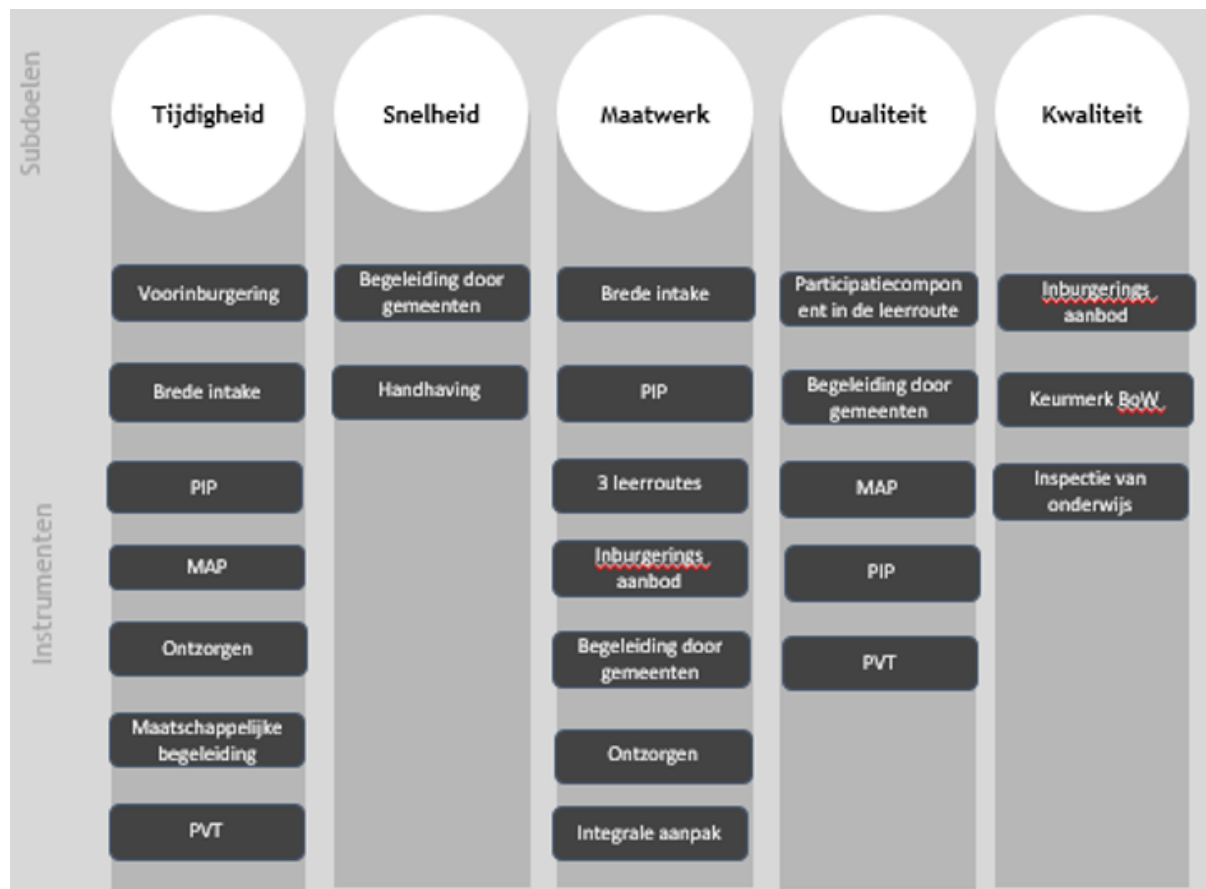 Subdoelen
Tijdigheid
Snelheid
Maatwerk
Dualiteit
Kwaliteit
Instrumenten
Voorinburgering
Brede intake
PIP
MAP
Ontzorgen
Maatschappelijke
begeleiding
PVT
Begeleiding door
gemeenten
Handhaving
Brede intake
PIP
3 leerroutes
Inburgerings
aanbod
Begeleiding door
gemeenten
Ontzorgen
Integrale aanpak
Participatiecompon
ent in de leerroute
Begeleiding door
gemeenten
MAP
PIP
PVT
Inburgerings
aanbod
Keurmerk BoW
Inspectie van
onderwijs